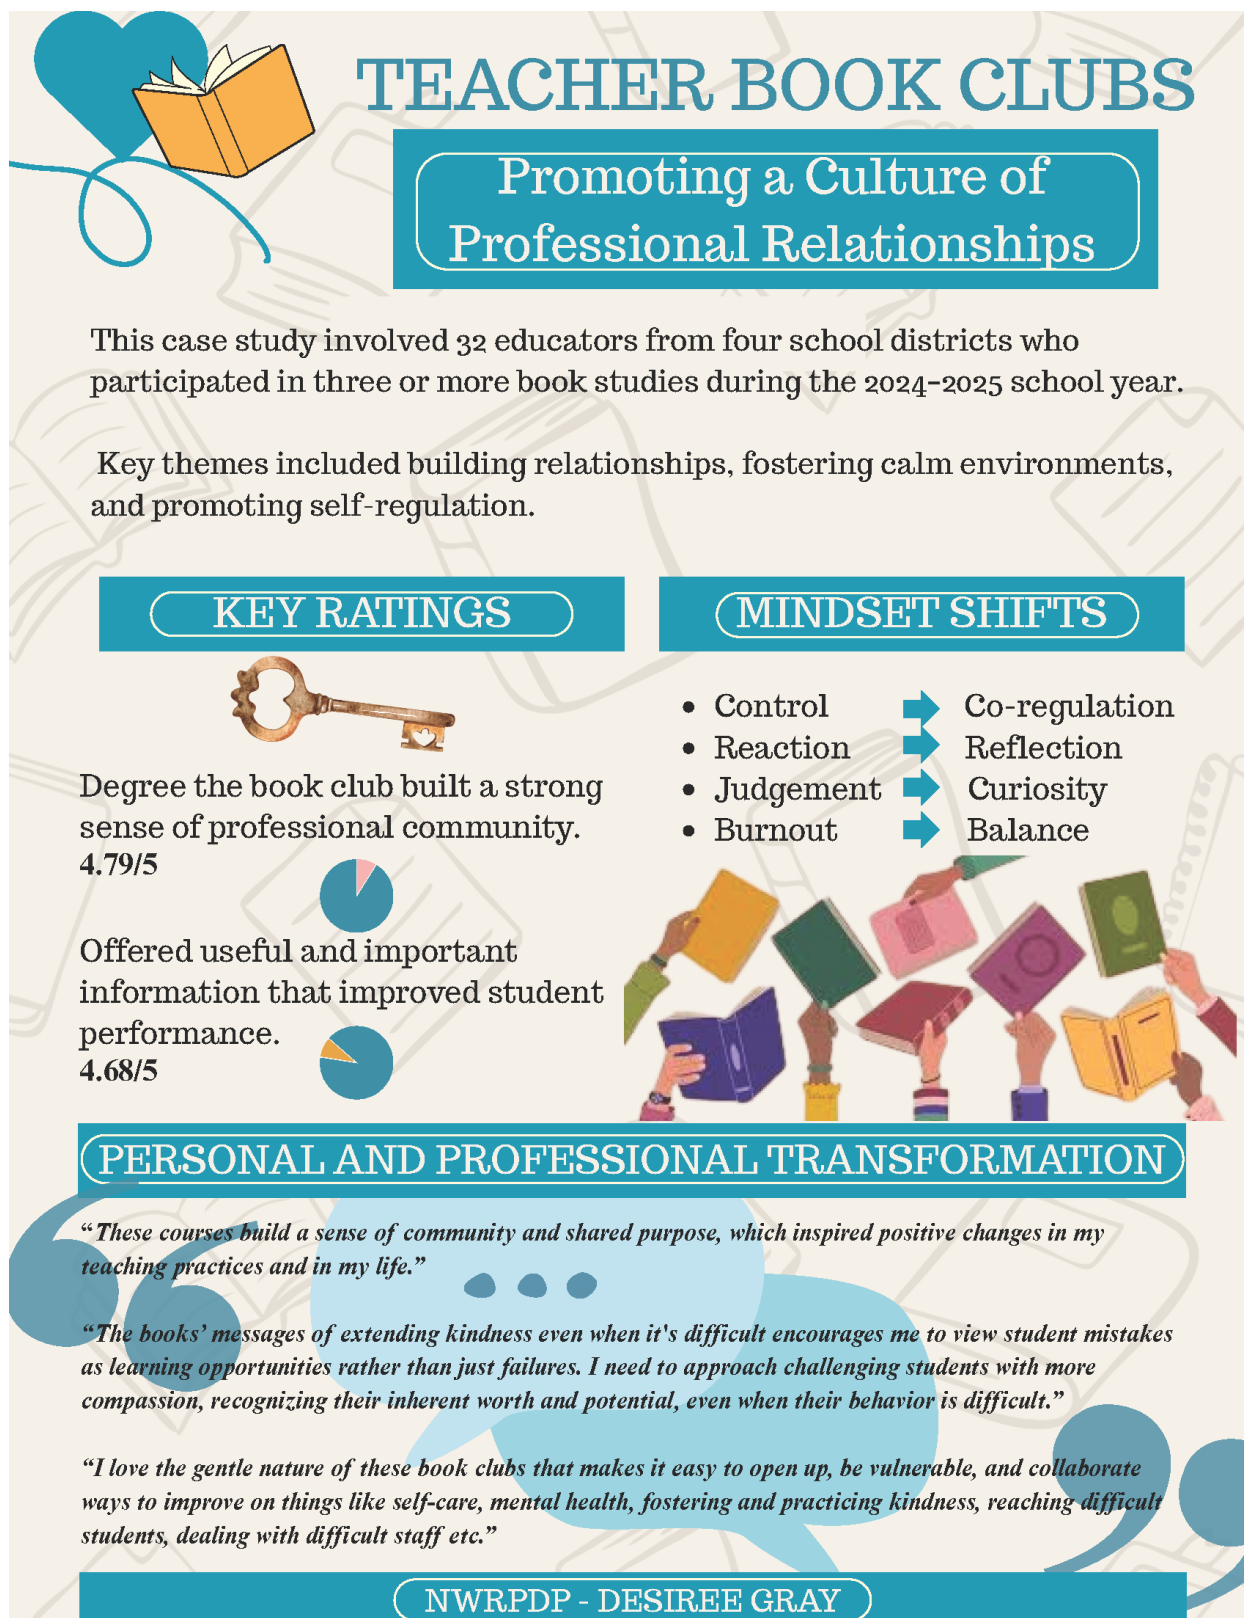 TEACHER BOOK CLUBS
Promoting a Culture of
Professional Relationships
This case study involved 32 educators from four school districts who
participated in three or more book studies during the 2024-2025 school year.
Key themes included building relationships, fostering calm environments,
and promoting self-regulation.
KEY RATINGS
Degree the book club built a strong
sense of professional community.
4.79/5
Offered useful and important
information that improved student
performance.
4.68/5
MINDSET SHIFTS
• Control Co-regulation
• Reaction Reflection
• Judgement Curiosity
• Burnout Balance
PERSONAL AND PROFESSIONAL TRANSFORMATION
“These courses build a sense of community and shared purpose, which inspired positive changes in my
teaching practices and in my life.”
“The books’ messages of extending kindness even when it's difficult encourages me to view student mistakes
as learning opportunities rather than just failures. I need to approach challenging students with more
compassion, recognizing their inherent worth and potential, even when their behavior is difficult.”
“I love the gentle nature of these book clubs that makes it easy to open up, be vulnerable, and collaborate
ways to improve on things like self-care, mental health, fostering and practicing kindness, reaching difficult
students, dealing with difficult staff etc.”
NWRPDP - DESIREE GRAY